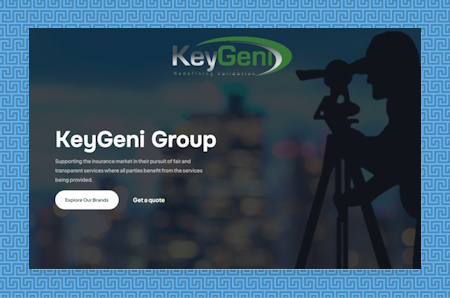 KeyGeni
Redefining Validation
KeyGeni Group
Supporting the insurance market in their pursuit of fair and
transparent services where all parties benefit from the services
being provided.
Explore Our Brands
Get a quote